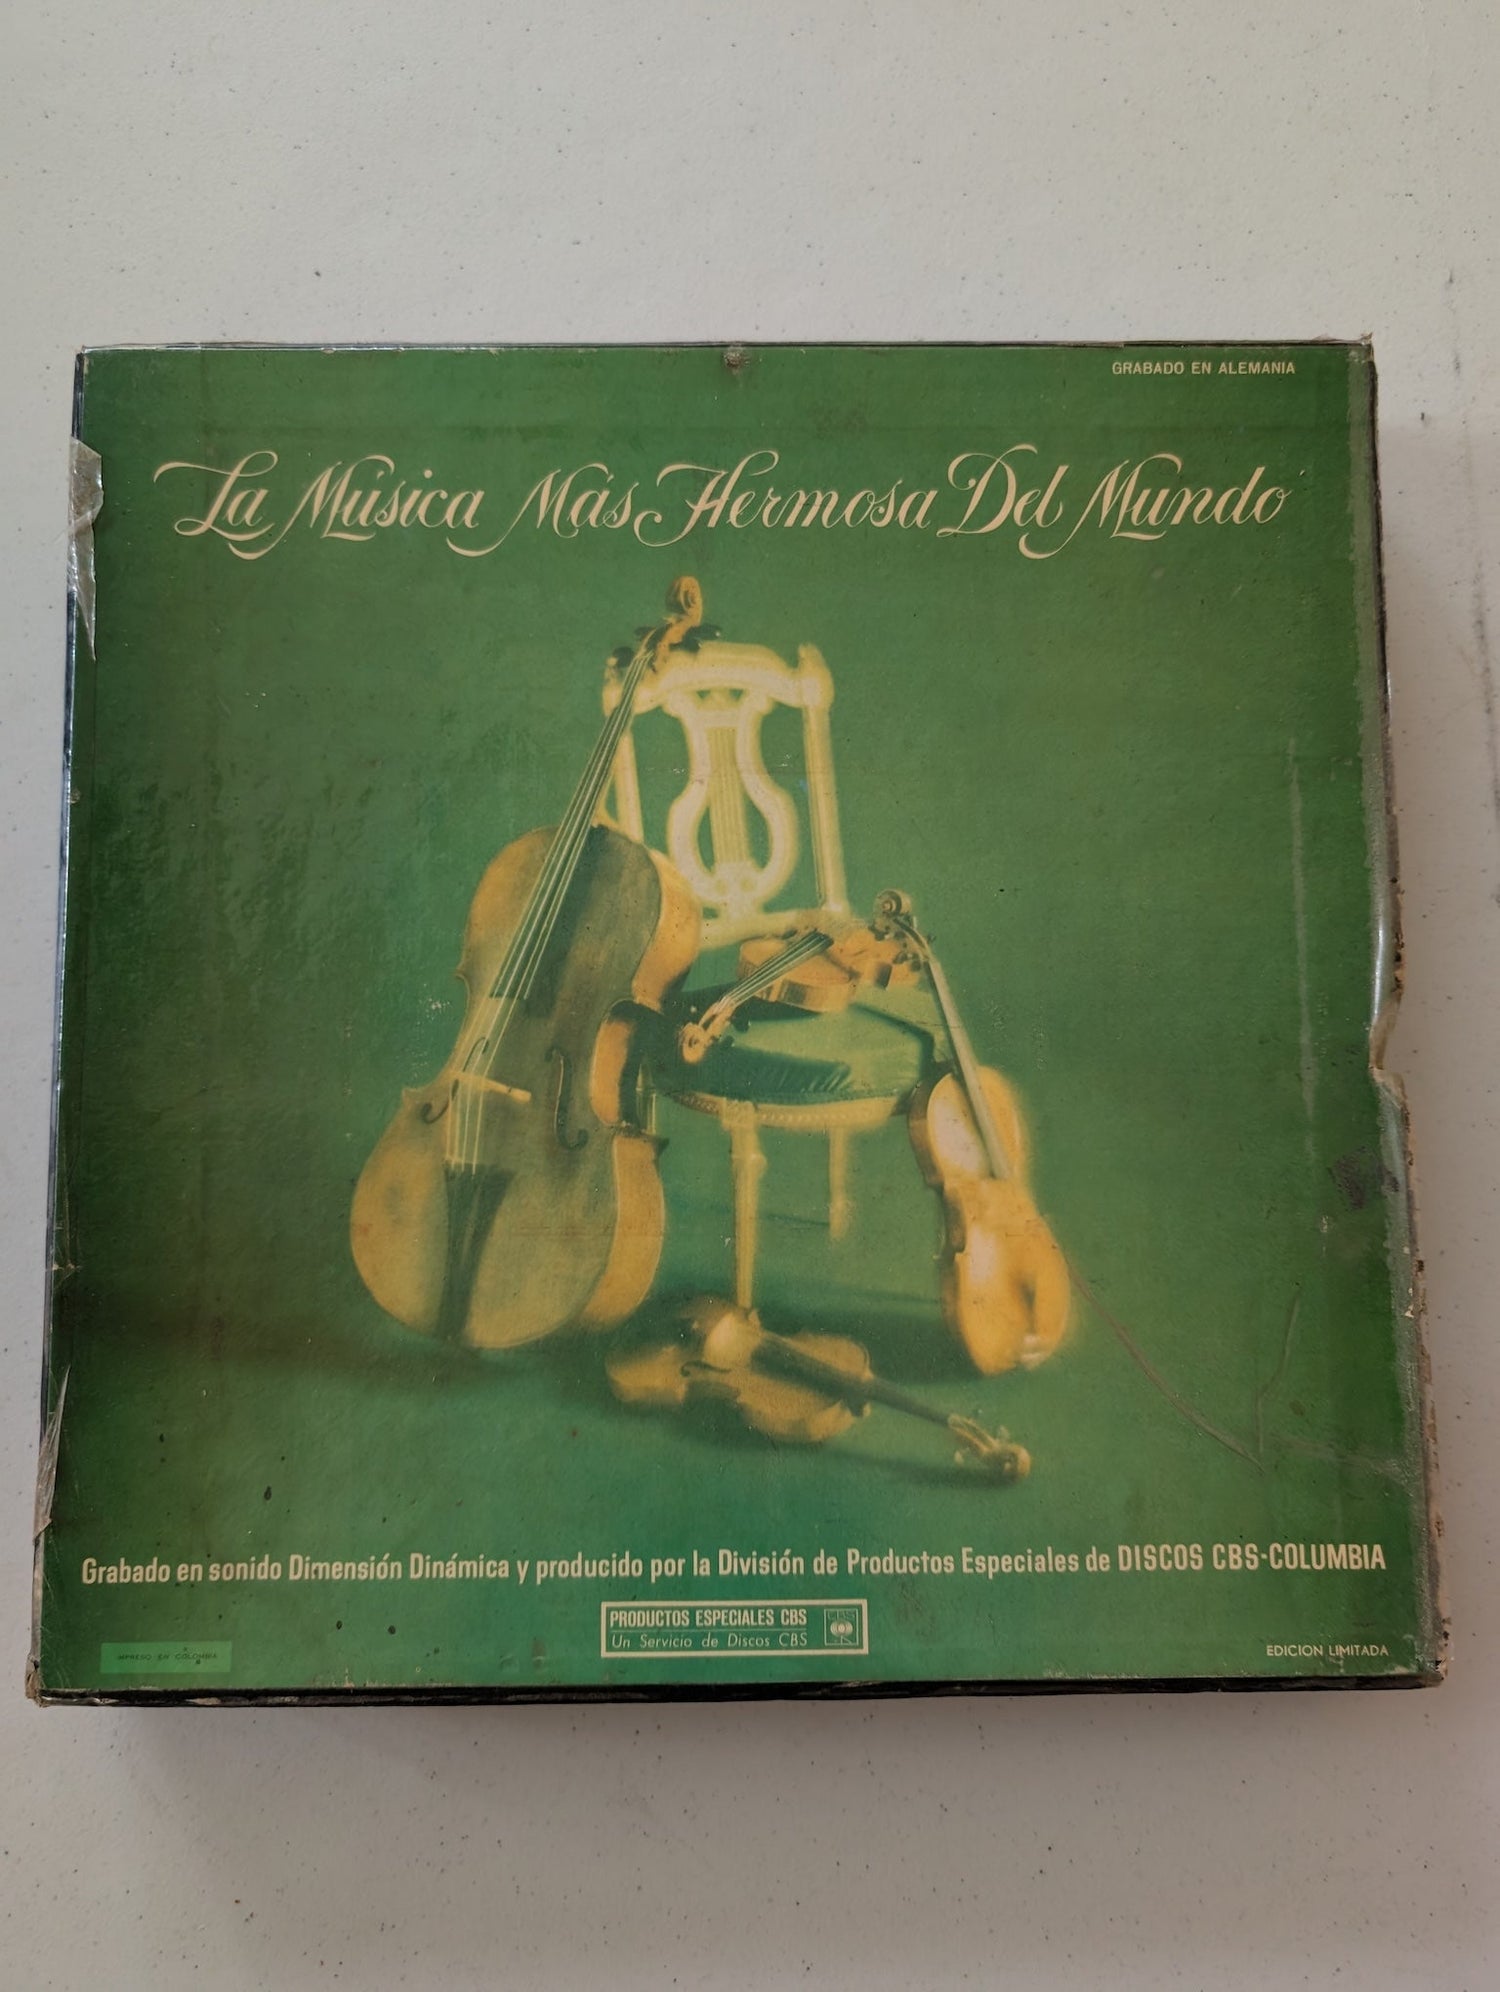 GRABADO EN ALEMANIA
La Música Más Hermosa Del Mundo
Grabado en sonido Dimensión Dinámica y producido por la División de Productos Especiales de DISCOS CBS-COLUMBIA
PRODUCTOS ESPECIALES CBS
Un Servicio de Discos CBS
CBS
IMPRESO EN COLOMBIA
EDICION LIMITADA